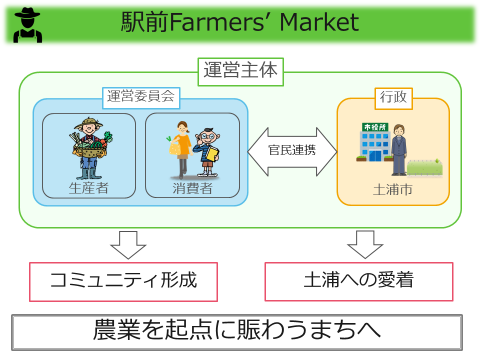 駅前Farmers’ Market
運営主体
運営委員会
行政
市役所
官民連携
生産者
消費者
土浦市
コミュニティ形成
土浦への愛着
農業を起点に賑わうまちへ